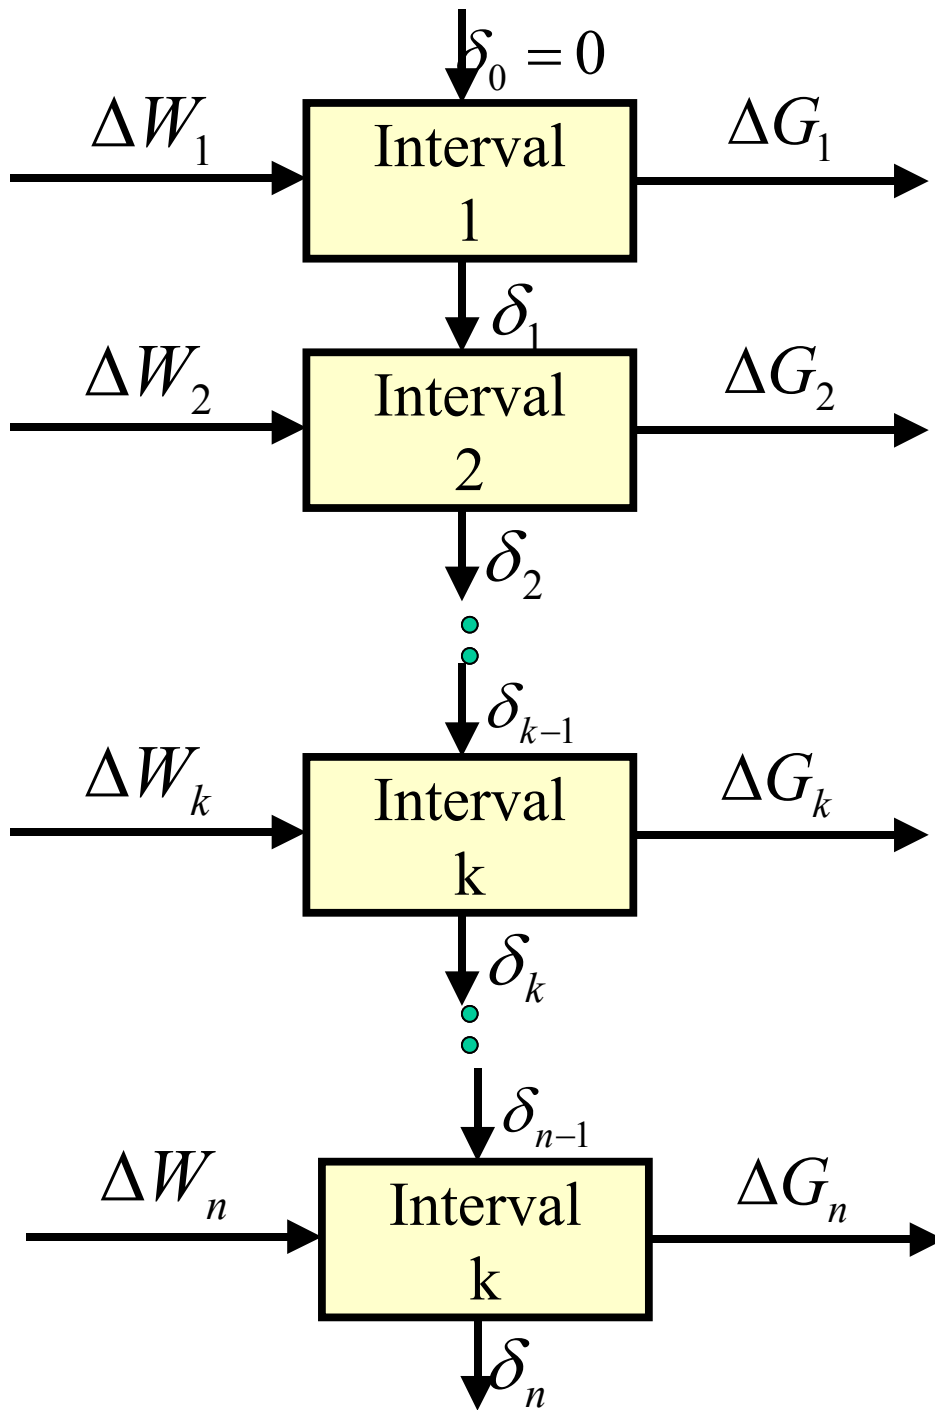 δ₀ = 0
ΔW₁
Interval
1
ΔG₁
δ₁
ΔW₂
Interval
2
ΔG₂
δ₂
δₖ₋₁
ΔWₖ
Interval
k
ΔGₖ
δₖ
δₙ₋₁
ΔWₙ
Interval
k
ΔGₙ
δₙ